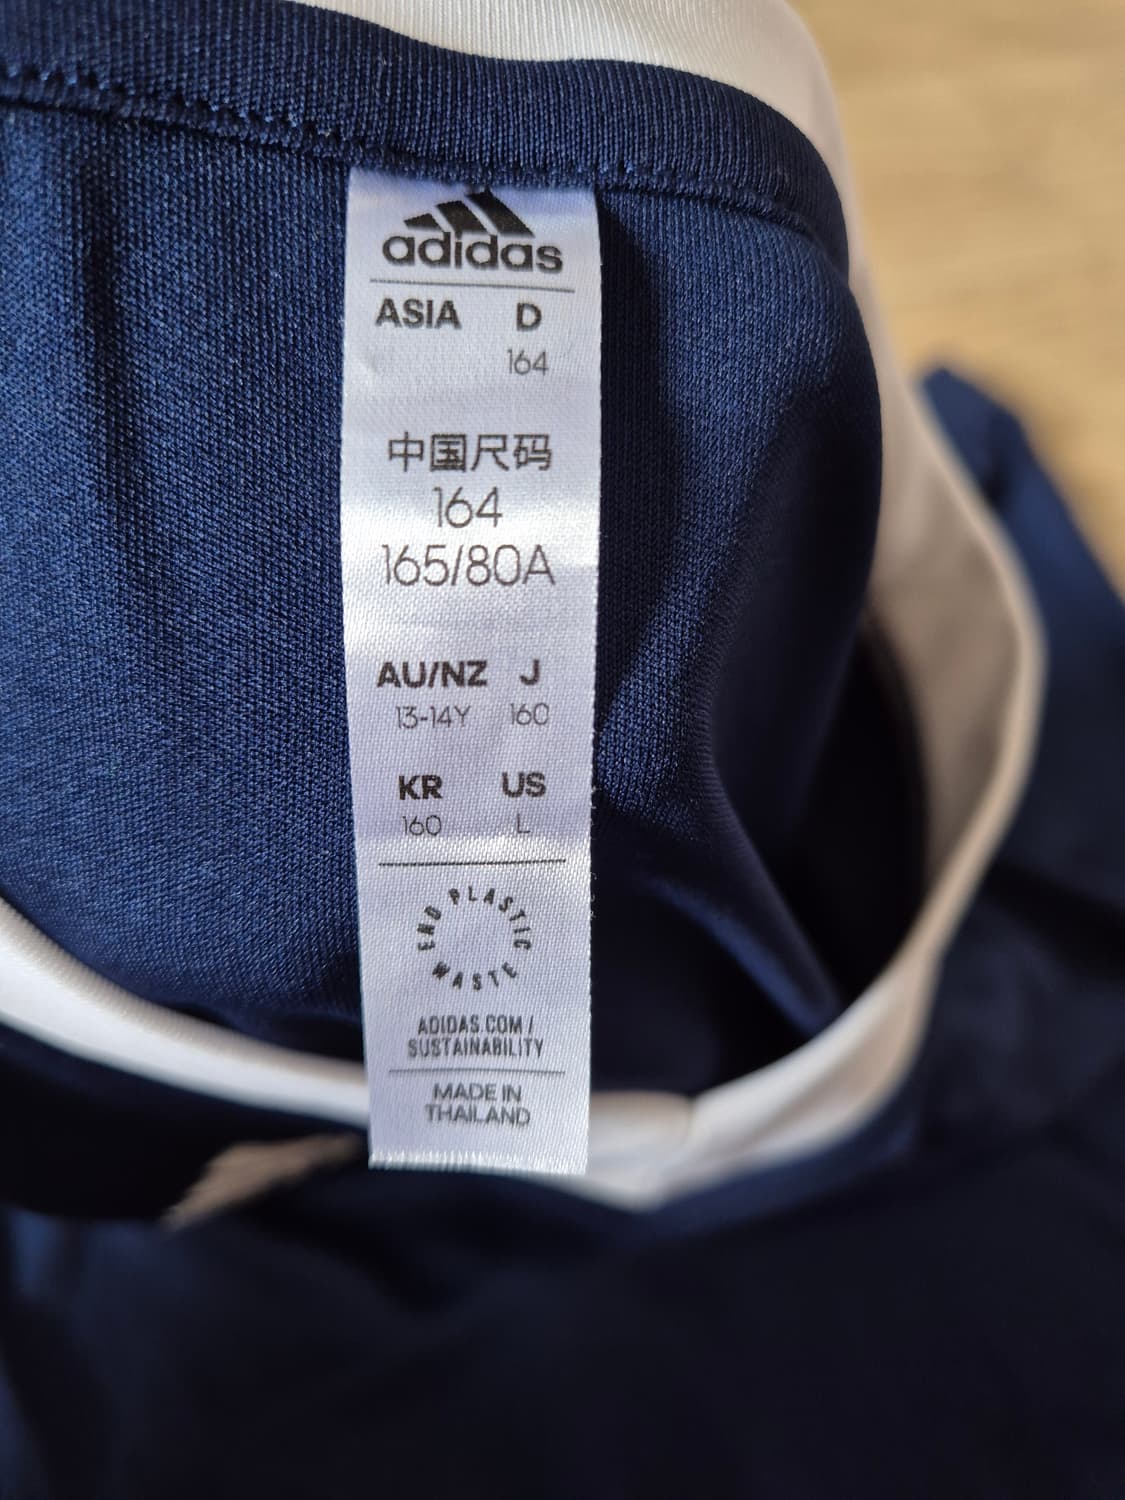 adidas
ASIA D
164
中国尺码
164
165/80A
AU/NZ J
13-14Y 160
KR US
160 L
END PLASTIC WASTE
ADIDAS.COM/
SUSTAINABILITY
MADE IN
THAILAND